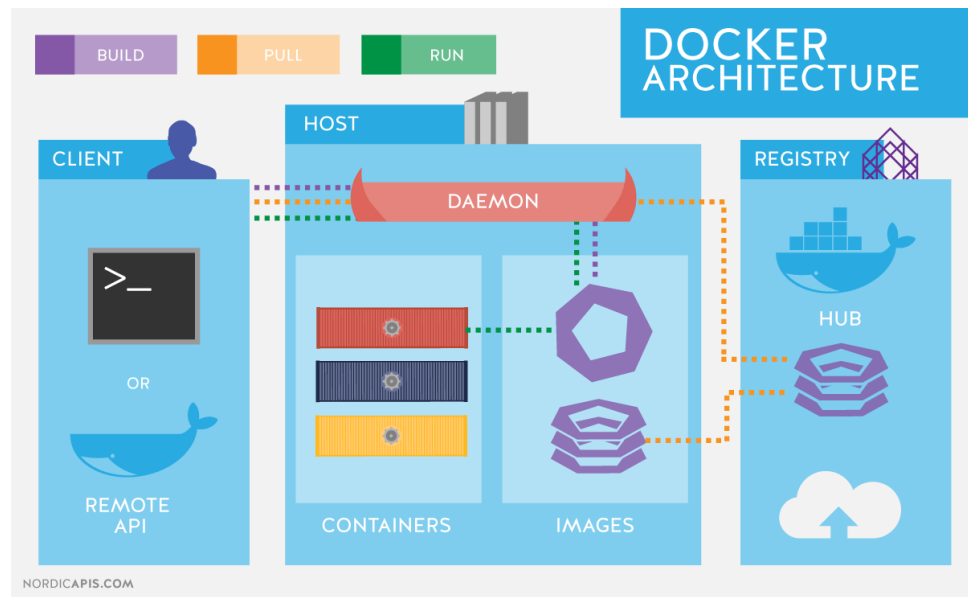 BUILD
PULL
RUN
DOCKER
ARCHITECTURE
HOST
CLIENT
REGISTRY
DAEMON
>_
HUB
OR
REMOTE
API
CONTAINERS
IMAGES
NORDICAPIS.COM